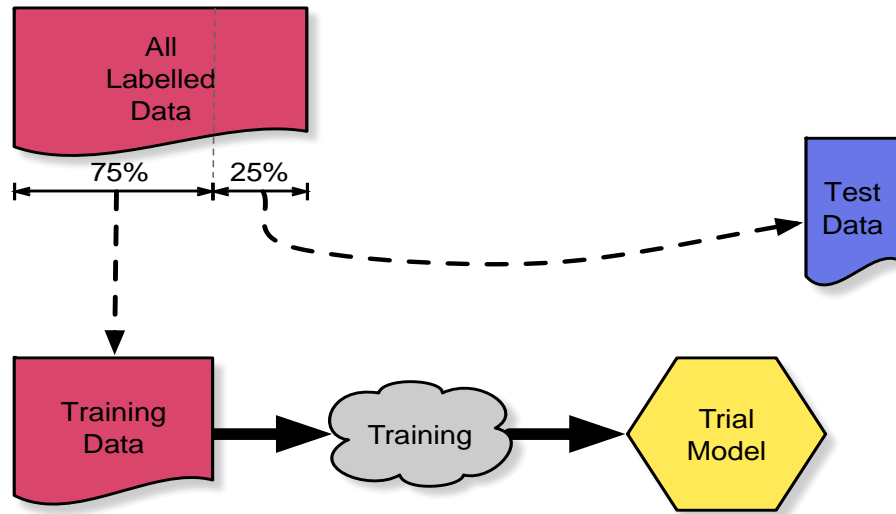 All
Labelled
Data
75%
25%
Test
Data
Training
Data
Training
Trial
Model